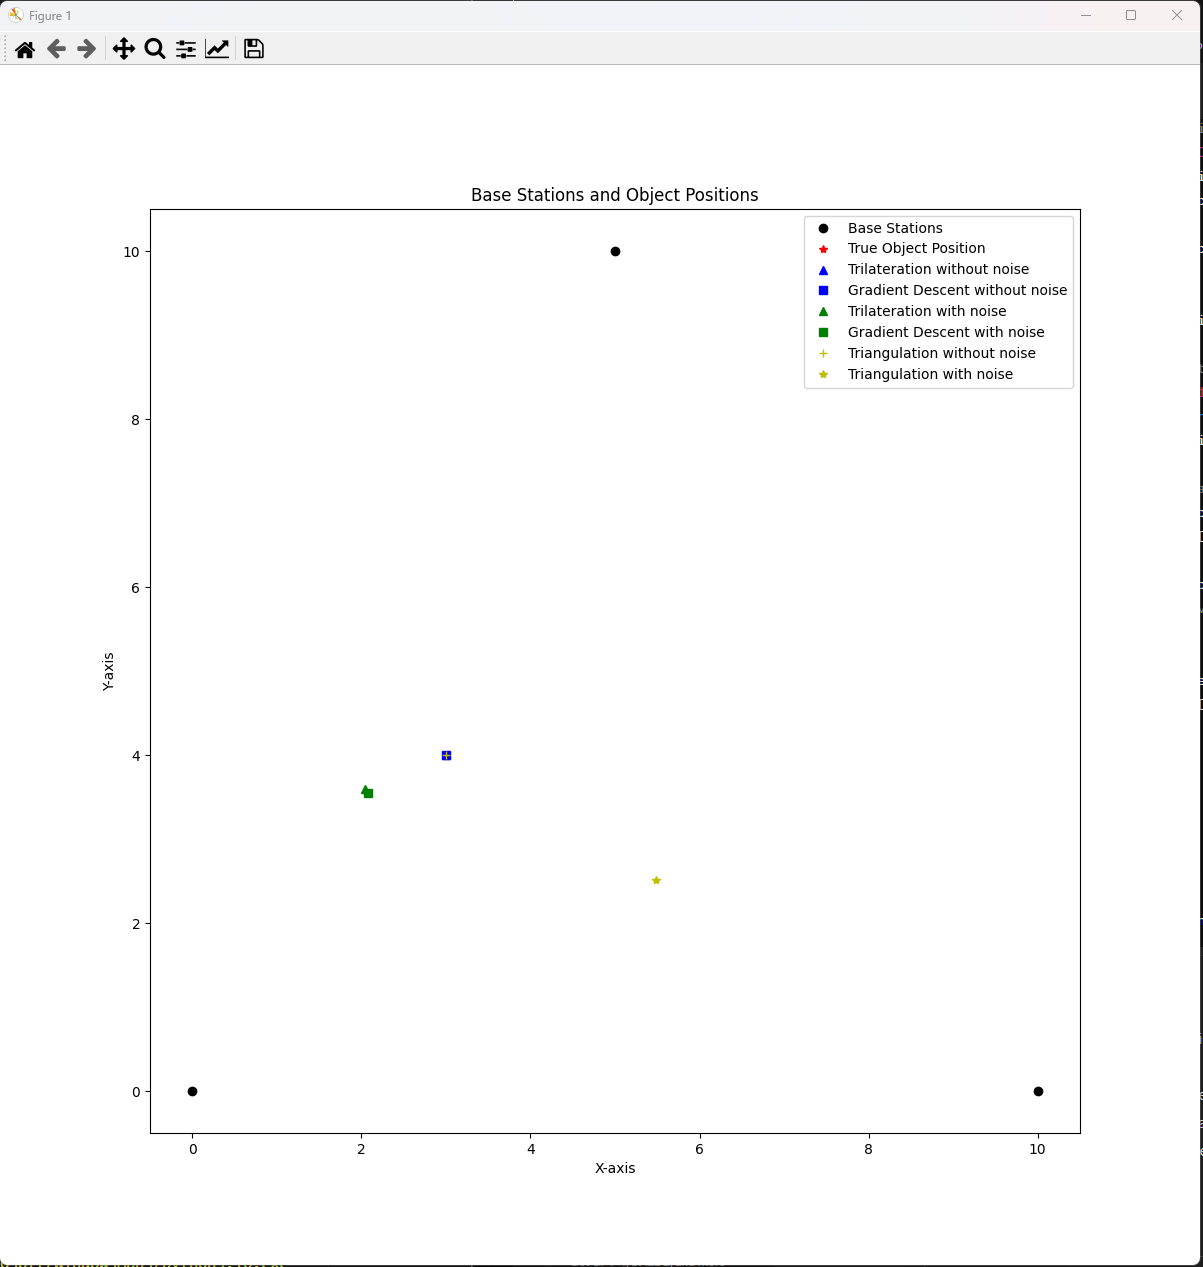 Figure 1
Base Stations and Object Positions
Base Stations
True Object Position
Trilateration without noise
Gradient Descent without noise
Trilateration with noise
Gradient Descent with noise
Triangulation without noise
Triangulation with noise
10
8
6
4
2
0
Y-axis
0 2 4 6 8 10
X-axis